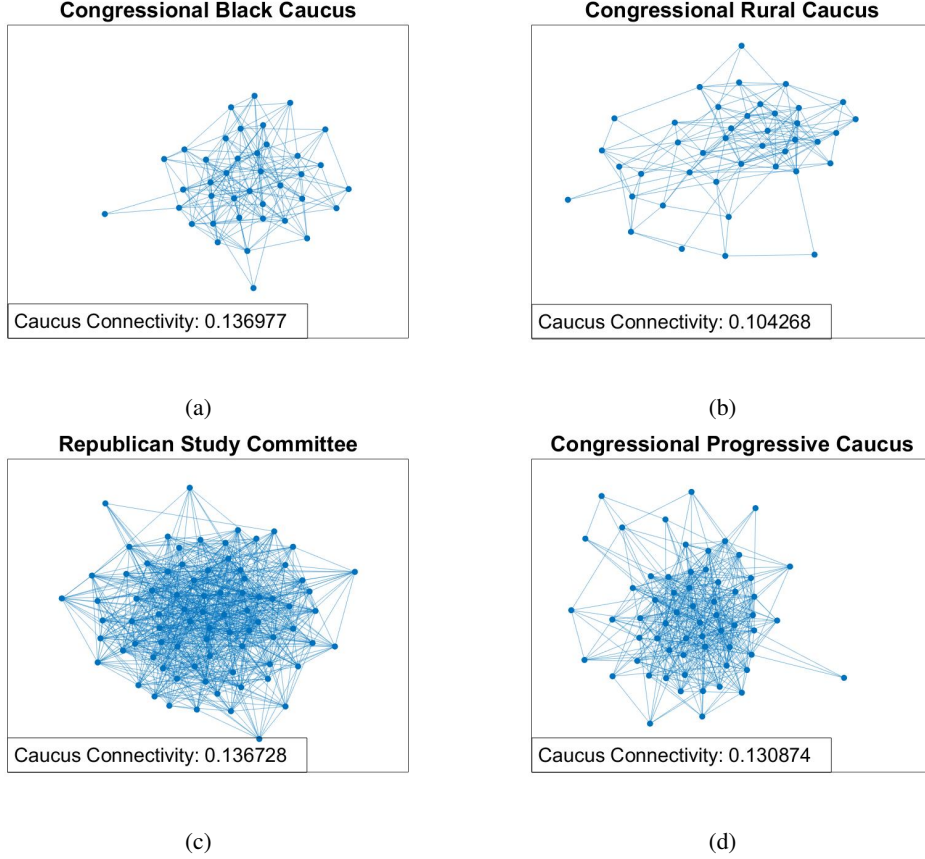 Congressional Black Caucus
Caucus Connectivity: 0.136977
(a)
Congressional Rural Caucus
Caucus Connectivity: 0.104268
(b)
Republican Study Committee
Caucus Connectivity: 0.136728
(c)
Congressional Progressive Caucus
Caucus Connectivity: 0.130874
(d)